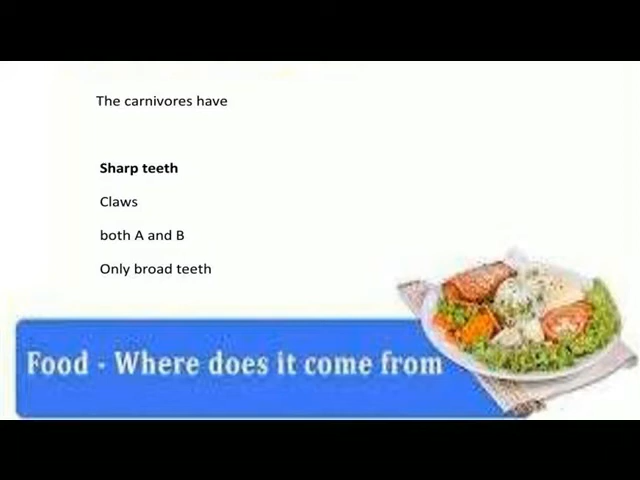 The carnivores have
Sharp teeth
Claws
both A and B
Only broad teeth
Food - Where does it come from